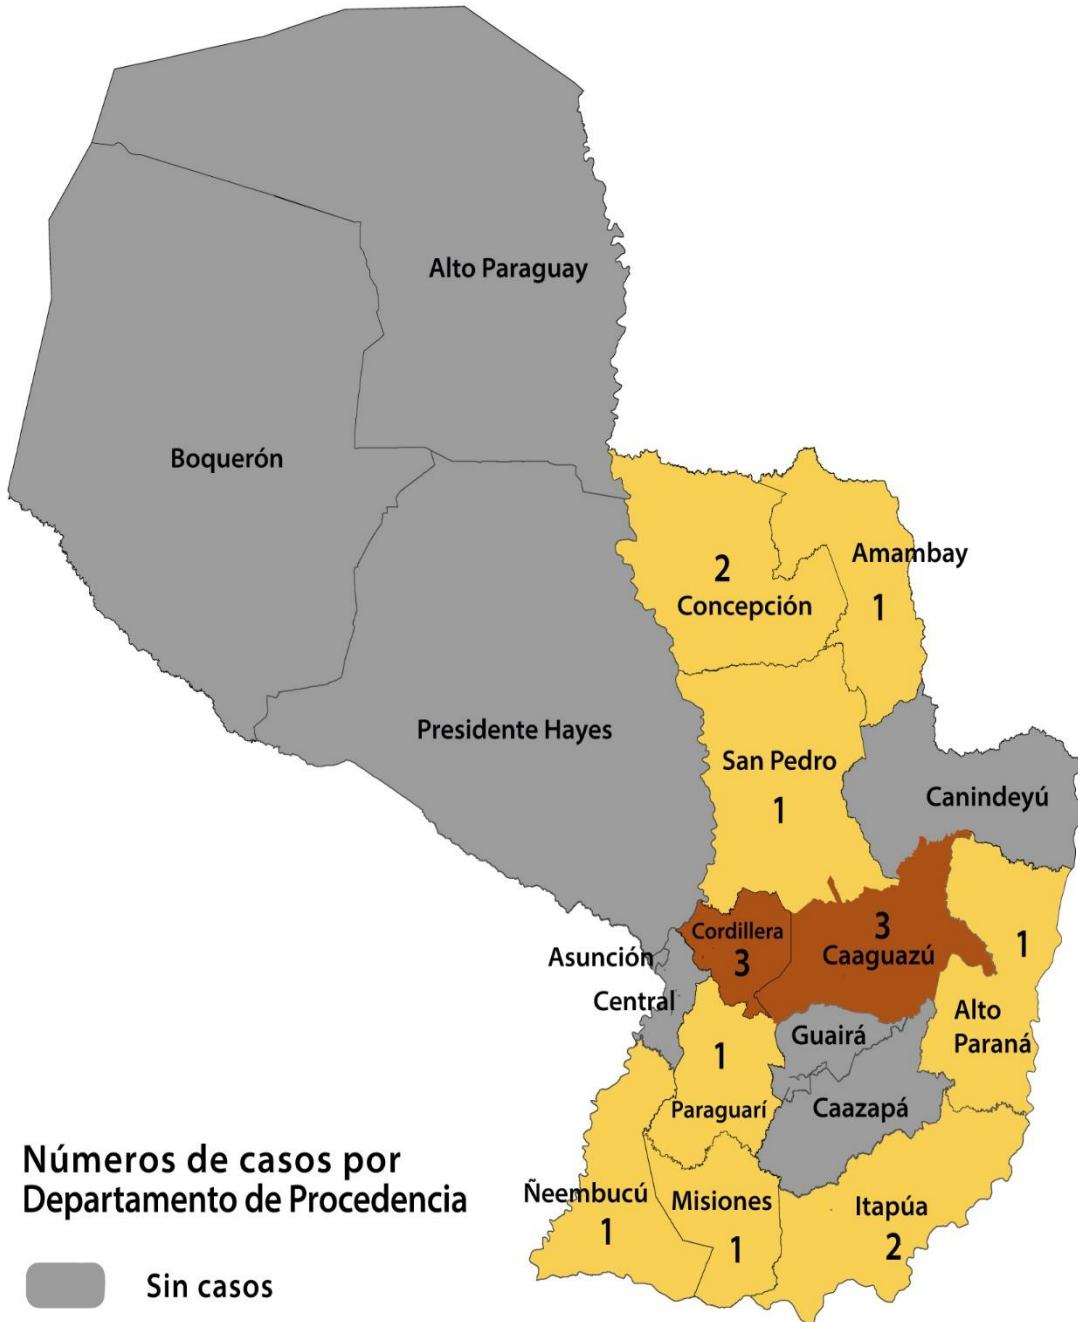 Alto Paraguay
Boquerón
2
Concepción
Amambay
1
Presidente Hayes
San Pedro
1
Canindeyú
Cordillera
3
3
Caaguazú
1
Asunción
Central
Guairá
Alto
Paraná
1
Paraguarí
Caazapá
Ñeembucú
1
Misiones
1
Itapúa
2
Números de casos por
Departamento de Procedencia
Sin casos